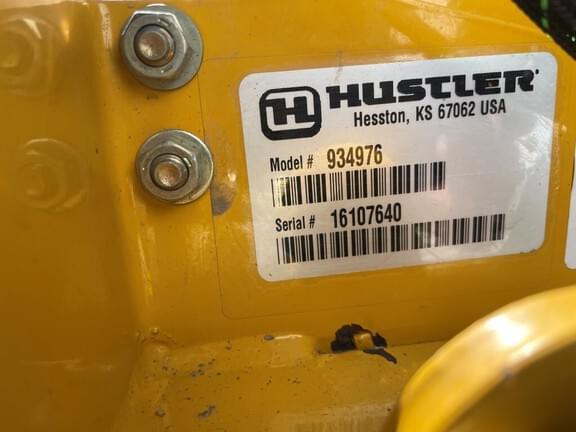 H HUSTLER
Hesston, KS 67062 USA
Model # 934976
Serial # 16107640